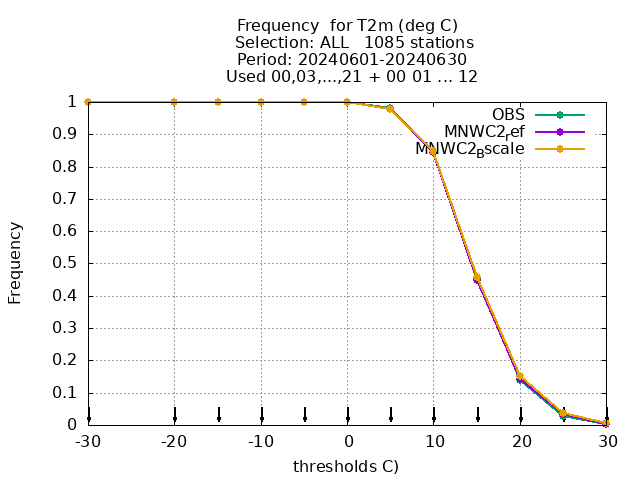 Frequency  for T2m (deg C)
Selection: ALL   1085 stations
Period: 20240601-20240630
Used 00,03,...,21 + 00 01 ... 12
OBS
MNWC2ref
MNWC2Bscale
1
0.9
0.8
0.7
0.6
0.5
0.4
0.3
0.2
0.1
0
Frequency
-30 -20 -10 0 10 20 30
thresholds C)